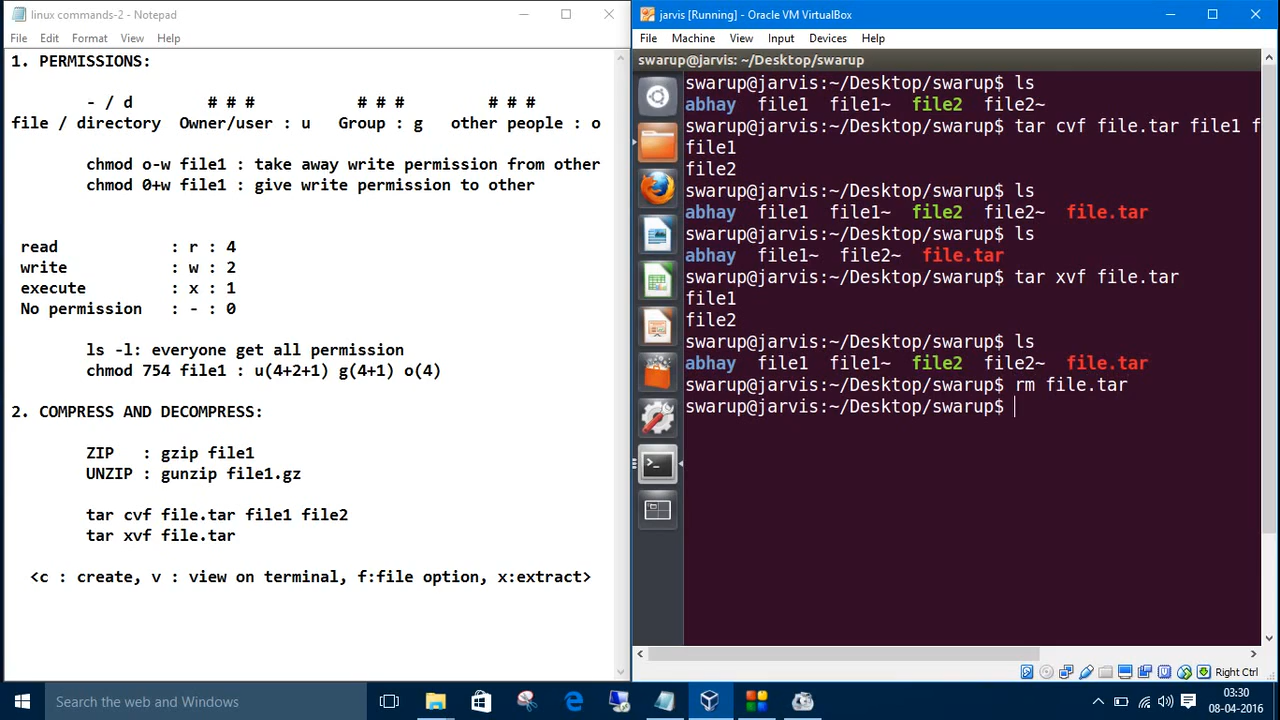 linux commands-2 - Notepad
File Edit Format View Help
1. PERMISSIONS:
- / d # # # # # # # # #
file / directory Owner/user : u Group : g other people : o
chmod o-w file1 : take away write permission from other
chmod 0+w file1 : give write permission to other
read : r : 4
write : w : 2
execute : x : 1
No permission : - : 0
ls -l: everyone get all permission
chmod 754 file1 : u(4+2+1) g(4+1) o(4)
2. COMPRESS AND DECOMPRESS:
ZIP : gzip file1
UNZIP : gunzip file1.gz
tar cvf file.tar file1 file2
tar xvf file.tar
<c : create, v : view on terminal, f:file option, x:extract>
jarvis [Running] - Oracle VM VirtualBox
File Machine View Input Devices Help
swarup@jarvis: ~/Desktop/swarup
swarup@jarvis:~/Desktop/swarup$ ls
abhay file1 file1~ file2 file2~
swarup@jarvis:~/Desktop/swarup$ tar cvf file.tar file1 f
file1
file2
swarup@jarvis:~/Desktop/swarup$ ls
abhay file1 file1~ file2 file2~ file.tar
swarup@jarvis:~/Desktop/swarup$ ls
abhay file1~ file2~ file.tar
swarup@jarvis:~/Desktop/swarup$ tar xvf file.tar
file1
file2
swarup@jarvis:~/Desktop/swarup$ ls
abhay file1 file1~ file2 file2~ file.tar
swarup@jarvis:~/Desktop/swarup$ rm file.tar
swarup@jarvis:~/Desktop/swarup$
Right Ctrl
Search the web and Windows
03:30
08-04-2016